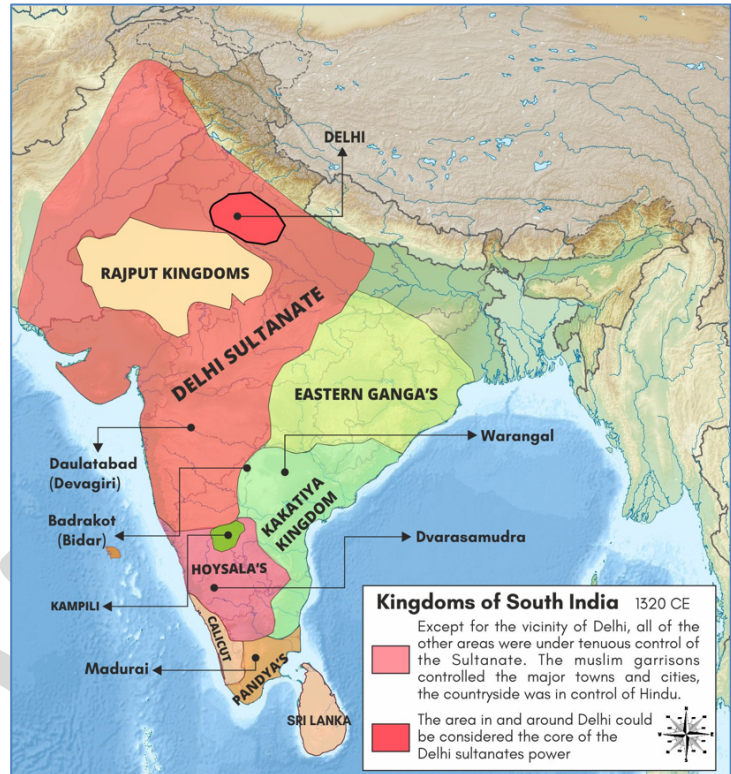 DELHI
RAJPUT KINGDOMS
DELHI SULTANATE
EASTERN GANGA'S
Warangal
Daulatabad
(Devagiri)
KAKATIYA
KINGDOM
Badrakot
(Bidar)
Dvarasamudra
HOYSALA'S
KAMPILI
CALICUT
Madurai
PANDYA'S
SRI LANKA
Kingdoms of South India 1320 CE
Except for the vicinity of Delhi, all of the
other areas were under tenuous control of
the Sultanate. The muslim garrisons
controlled the major towns and cities,
the countryside was in control of Hindu.
The area in and around Delhi could
be considered the core of the
Delhi sultanates power